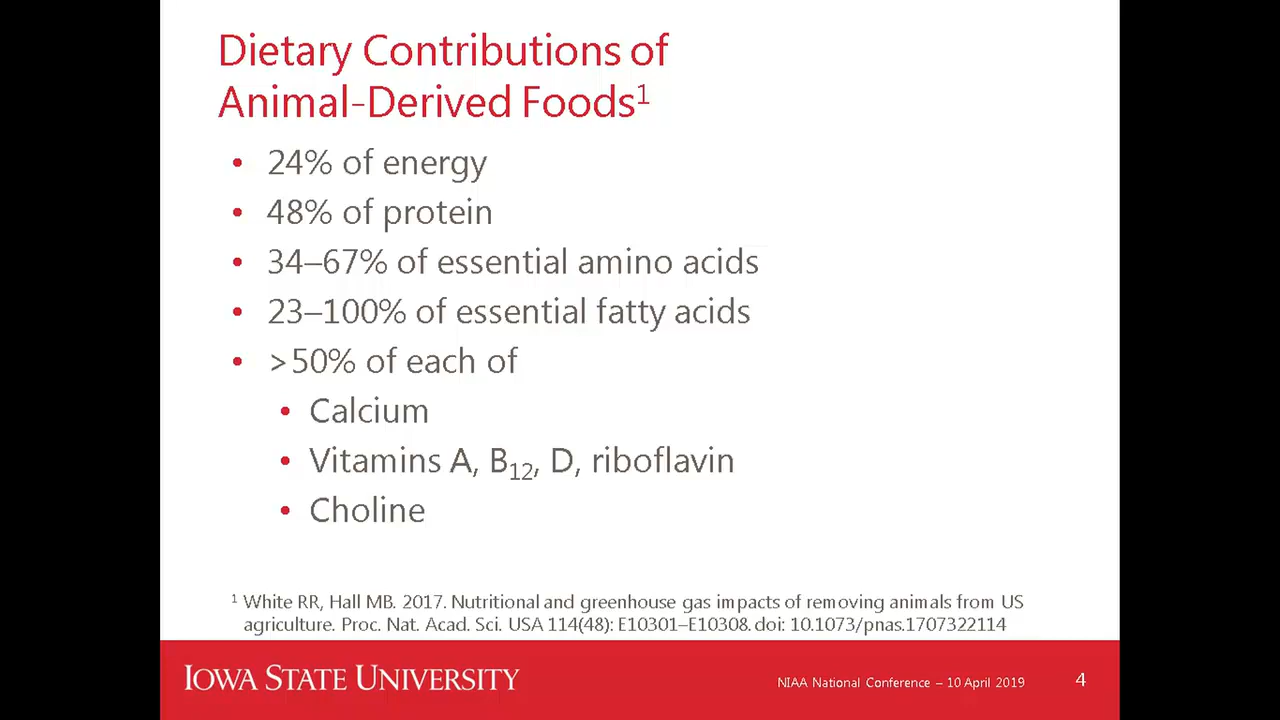 Dietary Contributions of
Animal-Derived Foods¹
• 24% of energy
• 48% of protein
• 34–67% of essential amino acids
• 23–100% of essential fatty acids
• >50% of each of
• Calcium
• Vitamins A, B₁₂, D, riboflavin
• Choline
¹ White RR, Hall MB. 2017. Nutritional and greenhouse gas impacts of removing animals from US
agriculture. Proc. Nat. Acad. Sci. USA 114(48): E10301–E10308. doi: 10.1073/pnas.1707322114
IOWA STATE UNIVERSITY
NIAA National Conference – 10 April 2019
4